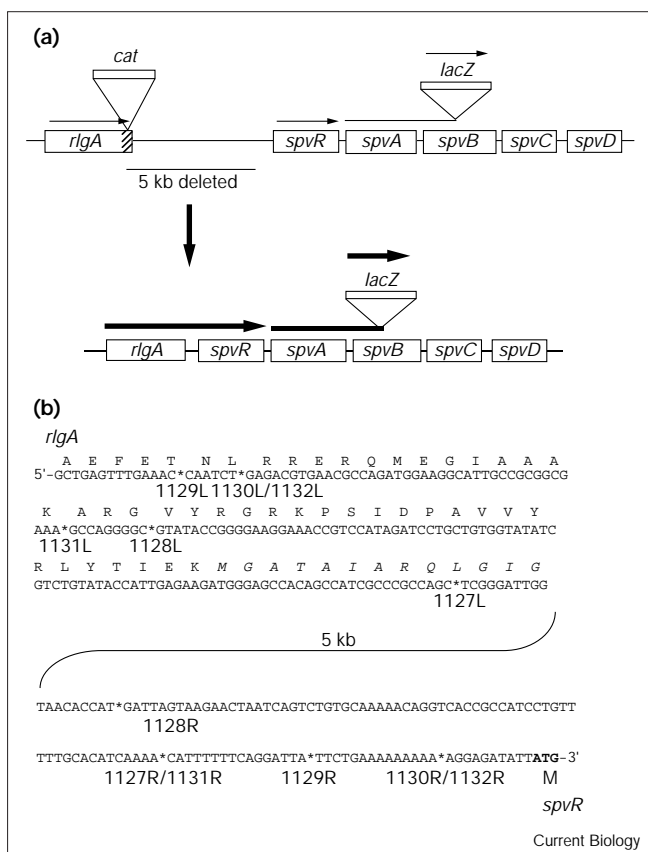 (a)
cat
lacZ
rlgA
spvR
spvA
spvB
spvC
spvD
5 kb deleted
lacZ
rlgA
spvR
spvA
spvB
spvC
spvD
(b)
rlgA
A E F E T N L R R E R Q M E G I A A A
5'-GCTGAGTTTGAAAC*CAATCT*GAGACGTGAACGCCAGATGGAAGGCATTGCCGCGGCG
1129L 1130L/1132L
K A R G V Y R G R K P S I D P A V V Y
AAA*GCCAGGGGC*GTATACCGGGGAAGGAAACCGTCCATAGATCCTGCTGTGGTATATC
1131L 1128L
R L Y T I E K M G A T A I A R Q L G I G
GTCTGTATACCATTGAGAAGATGGGAGCCACAGCCATCGCCCGCCAGC*TCGGGATTGG
1127L
5 kb
TAACACCAT*GATTAGTAAGAACTAATCAGTCTGTGCAAAAACAGGTCACCGCCATCCTGTT
1128R
TTTGCACATCAAAA*CATTTTTTCAGGATTA*TTCTGAAAAAAAAA*AGGAGATATTATG-3'
1127R/1131R 1129R 1130R/1132R M
spvR
Current Biology